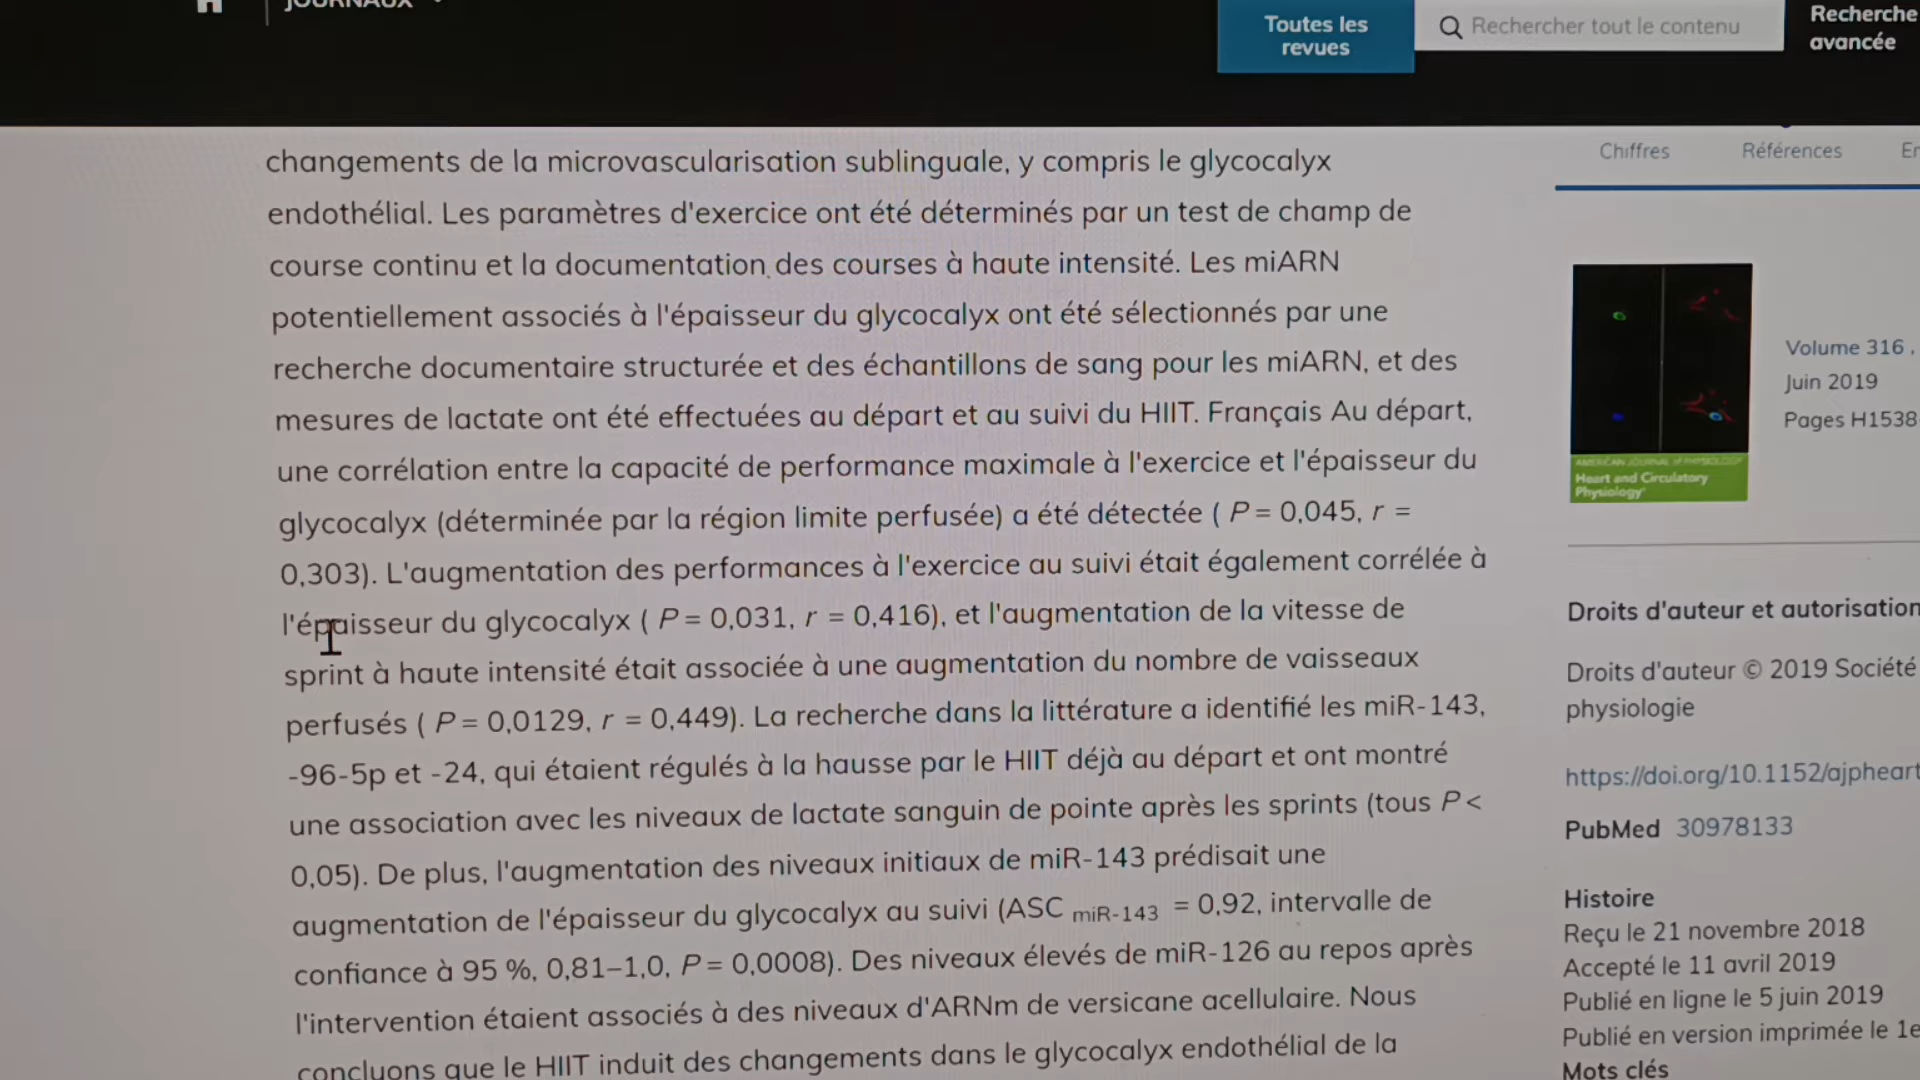 JOURNAUX
Toutes les
revues
Rechercher tout le contenu
Recherche
avancée
changements de la microvascularisation sublinguale, y compris le glycocalyx
endothélial. Les paramètres d'exercice ont été déterminés par un test de champ de
course continu et la documentation des courses à haute intensité. Les miARN
potentiellement associés à l'épaisseur du glycocalyx ont été sélectionnés par une
recherche documentaire structurée et des échantillons de sang pour les miARN, et des
mesures de lactate ont été effectuées au départ et au suivi du HIIT. Français Au départ,
une corrélation entre la capacité de performance maximale à l'exercice et l'épaisseur du
glycocalyx (déterminée par la région limite perfusée) a été détectée ( P = 0,045, r =
0,303). L'augmentation des performances à l'exercice au suivi était également corrélée à
l'épaisseur du glycocalyx ( P = 0,031, r = 0,416), et l'augmentation de la vitesse de
sprint à haute intensité était associée à une augmentation du nombre de vaisseaux
perfusés ( P = 0,0129, r = 0,449). La recherche dans la littérature a identifié les miR-143,
-96-5p et -24, qui étaient régulés à la hausse par le HIIT déjà au départ et ont montré
une association avec les niveaux de lactate sanguin de pointe après les sprints (tous P <
0,05). De plus, l'augmentation des niveaux initiaux de miR-143 prédisait une
augmentation de l'épaisseur du glycocalyx au suivi (ASC miR-143 = 0,92, intervalle de
confiance à 95 %, 0,81–1,0, P = 0,0008). Des niveaux élevés de miR-126 au repos après
l'intervention étaient associés à des niveaux d'ARNm de versicane acellulaire. Nous
concluons que le HIIT induit des changements dans le glycocalyx endothélial de la
Chiffres
Références
Volume 316 ,
Juin 2019
Pages H1538-
AMERICAN JOURNAL of PHYSIOLOGY
Heart and Circulatory
Physiology
Droits d'auteur et autorisation
Droits d'auteur © 2019 Société
physiologie
https://doi.org/10.1152/ajpheart
PubMed 30978133
Histoire
Reçu le 21 novembre 2018
Accepté le 11 avril 2019
Publié en ligne le 5 juin 2019
Publié en version imprimée le 1e
Mots clés